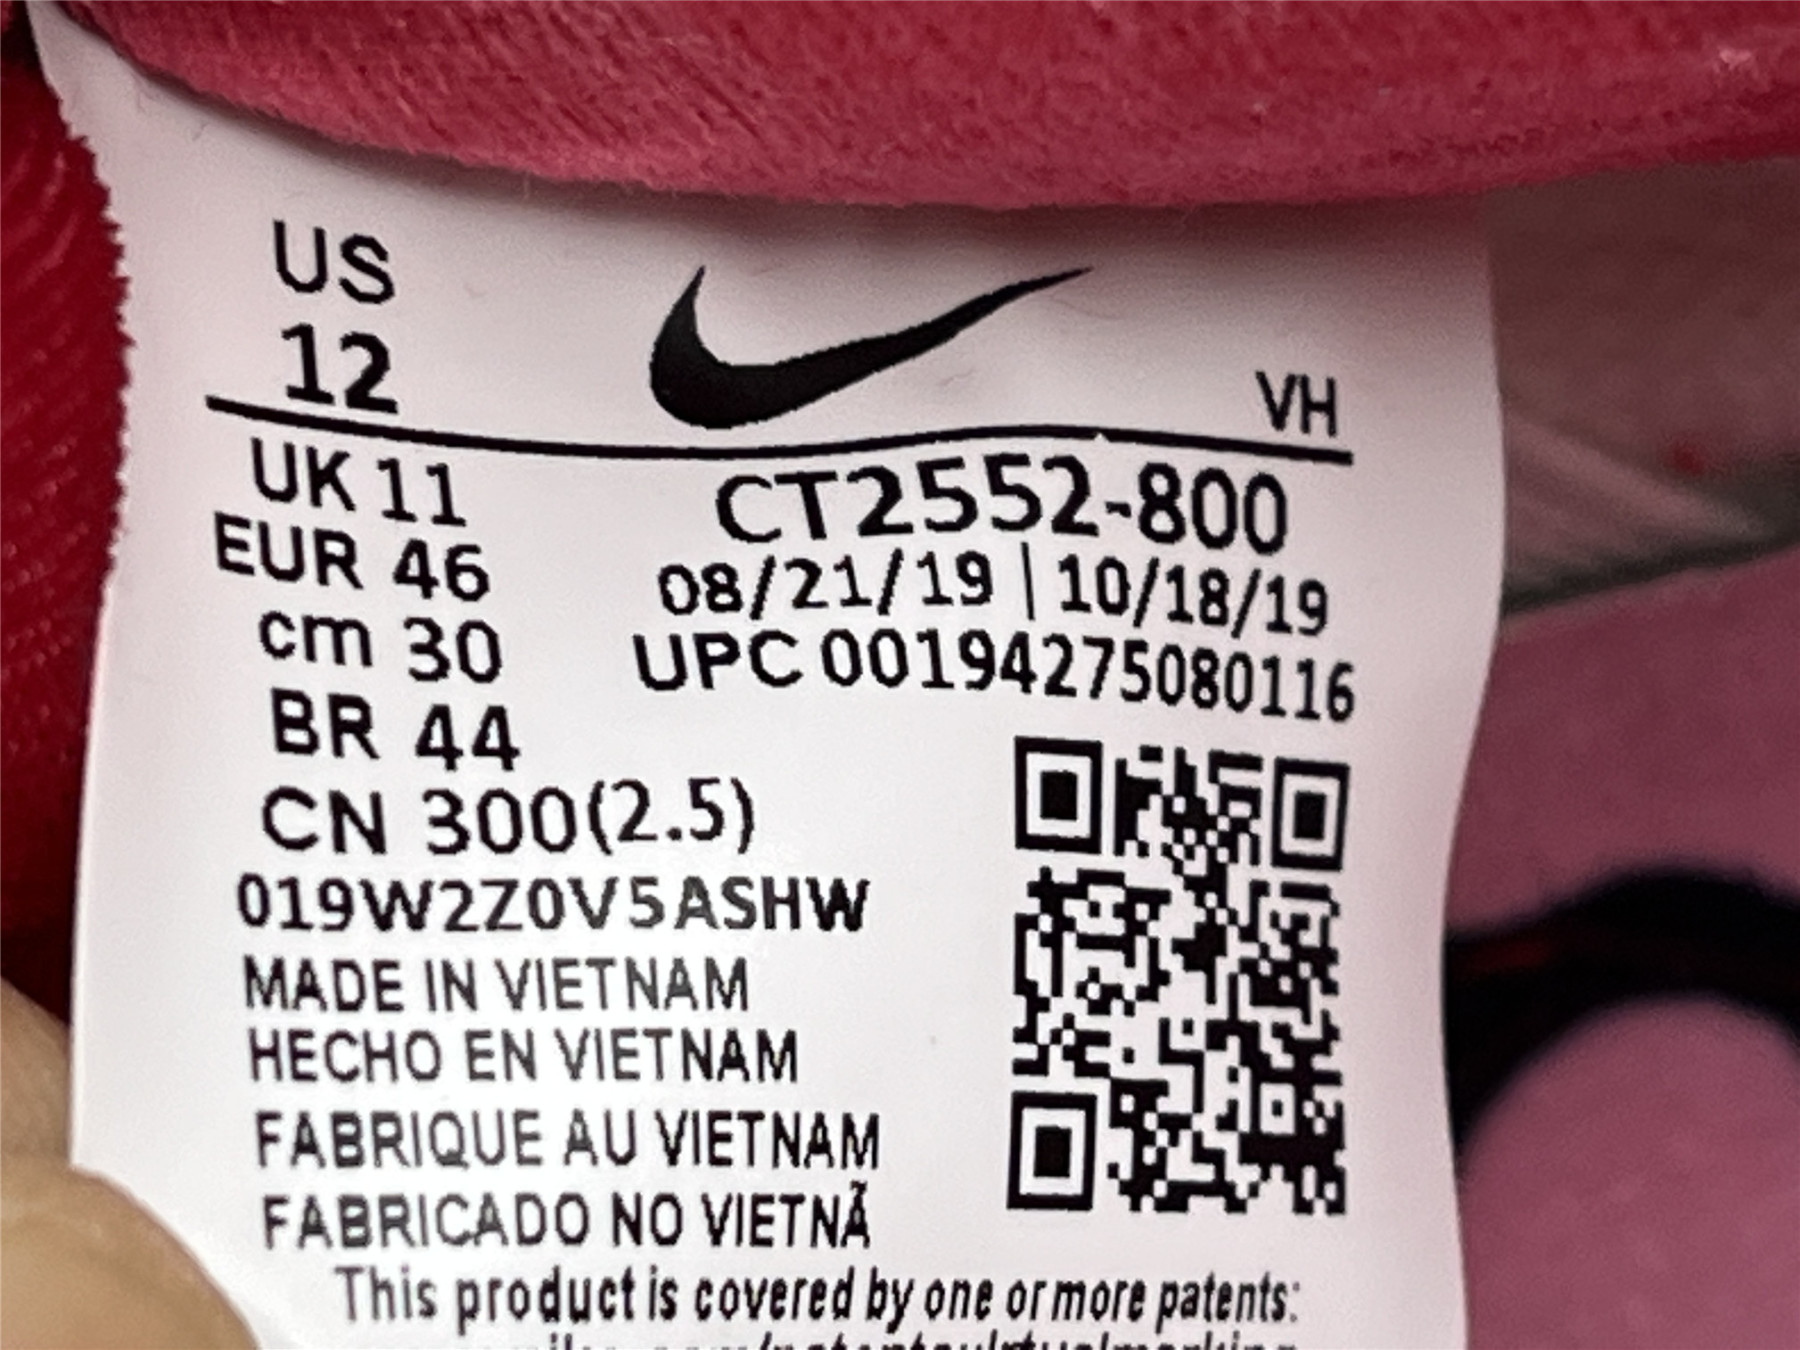 US
12
VH
UK 11
EUR 46
cm 30
BR 44
CN 300(2.5)
CT2552-800
08/21/19 | 10/18/19
UPC 00194275080116
019W2Z0V5ASHW
MADE IN VIETNAM
HECHO EN VIETNAM
FABRIQUE AU VIETNAM
FABRICADO NO VIETNÃ
This product is covered by one or more patents: